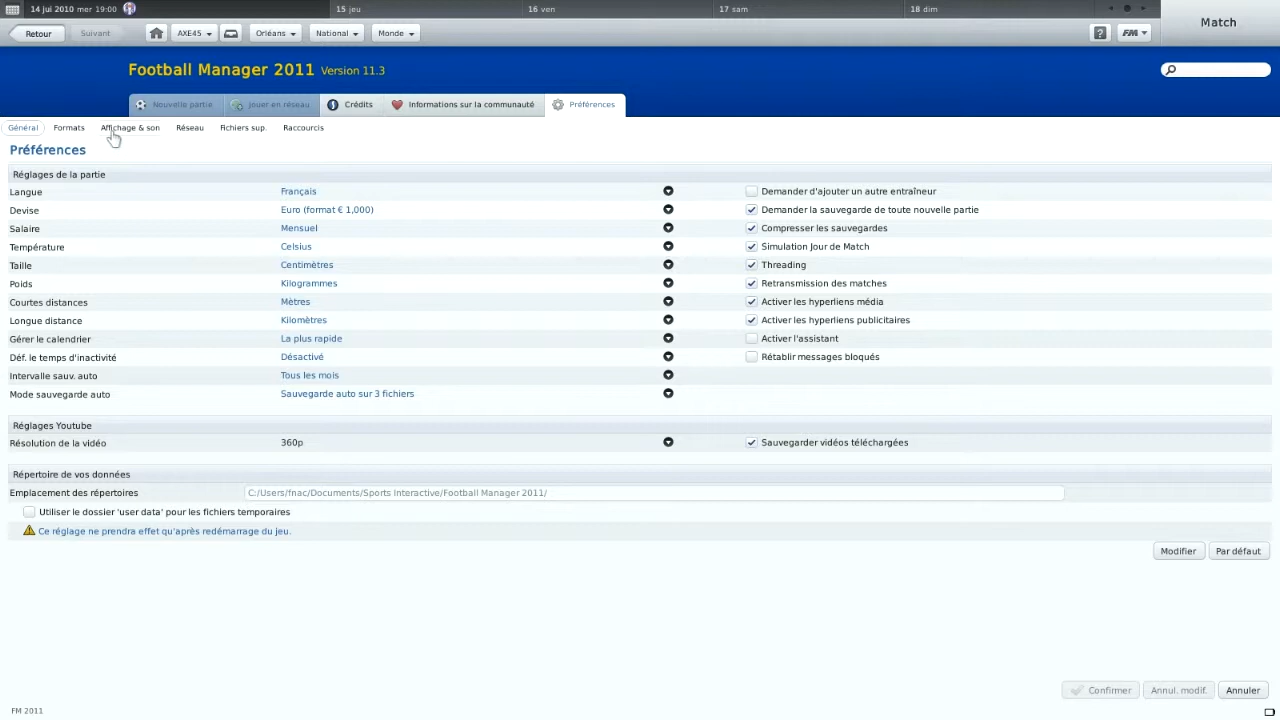 14 jul 2010 mer 19:00
15 jeu
16 ven
17 sam
18 dim
Match
Retour
Suivant
AXE45
Orléans
National
Monde
?
FM
Football Manager 2011 Version 11.3
Nouvelle partie
Jouer en réseau
Crédits
Informations sur la communauté
Préférences
Général
Formats
Affichage & son
Réseau
Fichiers sup.
Raccourcis
Préférences
Réglages de la partie
Langue
Français
Demander d'ajouter un autre entraîneur
Devise
Euro (format € 1,000)
Demander la sauvegarde de toute nouvelle partie
Salaire
Mensuel
Compresser les sauvegardes
Température
Celsius
Simulation Jour de Match
Taille
Centimètres
Threading
Poids
Kilogrammes
Retransmission des matches
Courtes distances
Mètres
Activer les hyperliens média
Longue distance
Kilomètres
Activer les hyperliens publicitaires
Gérer le calendrier
La plus rapide
Activer l'assistant
Déf. le temps d'inactivité
Désactivé
Rétablir messages bloqués
Intervalle sauv. auto
Tous les mois
Mode sauvegarde auto
Sauvegarde auto sur 3 fichiers
Réglages Youtube
Résolution de la vidéo
360p
Sauvegarder vidéos téléchargées
Répertoire de vos données
Emplacement des répertoires
C:/Users/fnac/Documents/Sports Interactive/Football Manager 2011/
Utiliser le dossier 'user data' pour les fichiers temporaires
Ce réglage ne prendra effet qu'après redémarrage du jeu.
Modifier
Par défaut
Confirmer
Annul. modif.
Annuler
FM 2011